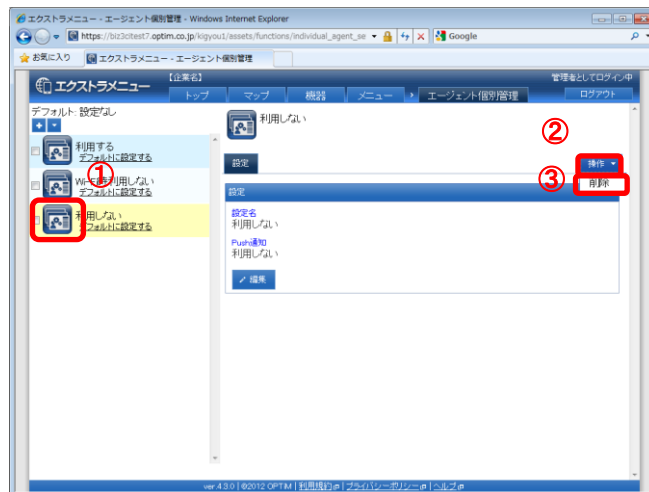 エクストラメニュー - エージェント個別管理 - Windows Internet Explorer
https://biz3citest7.optim.co.jp/kigyou1/assets/functions/individual_agent_se
Google
お気に入り
エクストラメニュー - エージェント個別管理
エクストラメニュー
【企業名】
管理者としてログイン中
トップ
マップ
機器
メニュー
エージェント個別管理
ログアウト
デフォルト: 設定なし
利用する
デフォルトに設定する
①
デフォルトに設定する
利用しない
デフォルトに設定する
利用しない
②
設定
操作
③
削除
設定
設定名
利用しない
Push通知
利用しない
編集
ver.4.3.0 | ©2012 OPTiM | 利用規約 | プライバシーポリシー | ヘルプ